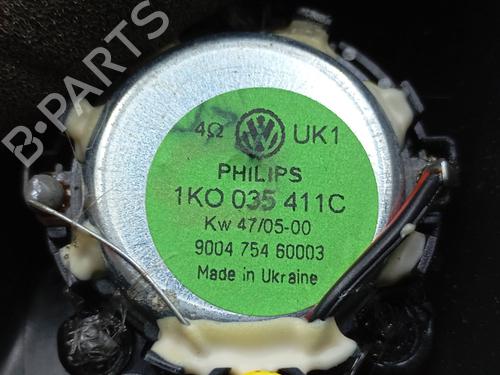 4Ω UK1
PHILIPS
1KO 035 411C
Kw 47/05-00
9004 754 60003
Made in Ukraine
B-PARTS